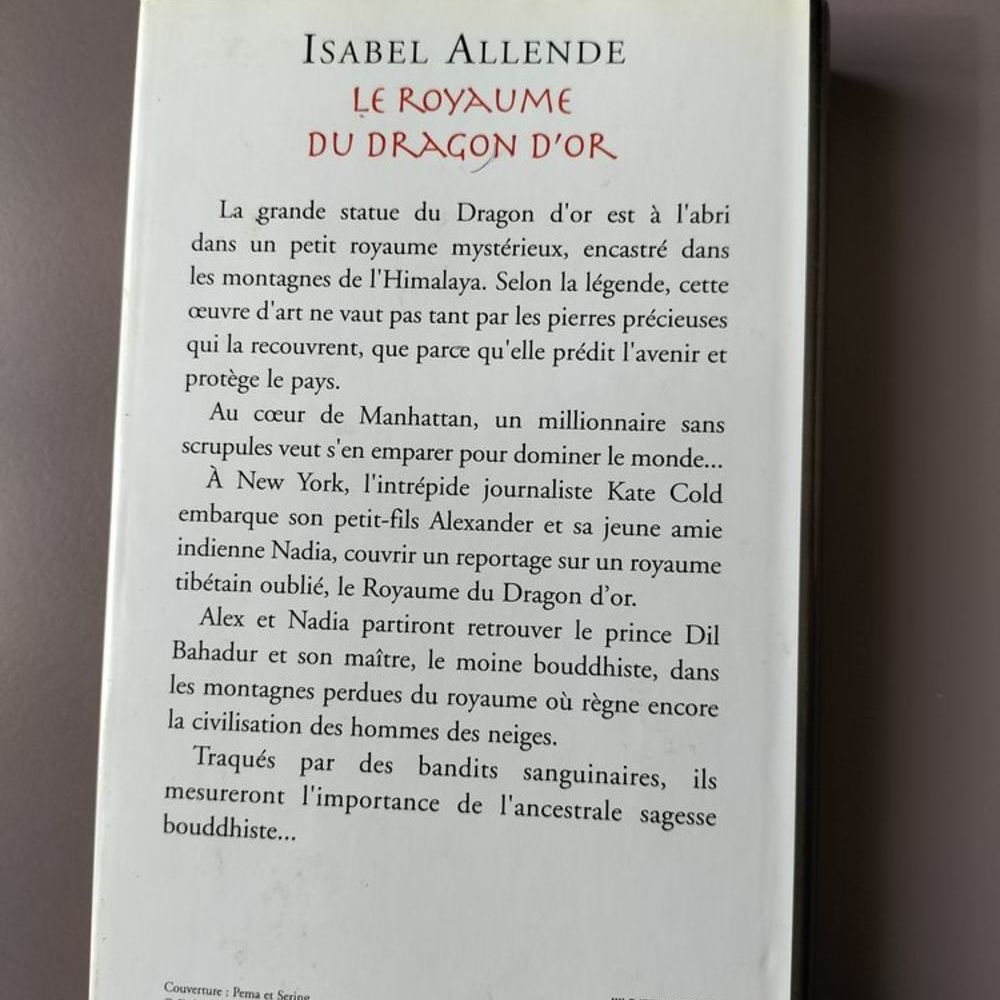 ISABEL ALLENDE
LE ROYAUME
DU DRAGON D'OR
La grande statue du Dragon d'or est à l'abri
dans un petit royaume mystérieux, encastré dans
les montagnes de l'Himalaya. Selon la légende, cette
œuvre d'art ne vaut pas tant par les pierres précieuses
qui la recouvrent, que parce qu'elle prédit l'avenir et
protège le pays.
Au cœur de Manhattan, un millionnaire sans
scrupules veut s'en emparer pour dominer le monde...
À New York, l'intrépide journaliste Kate Cold
embarque son petit-fils Alexander et sa jeune amie
indienne Nadia, couvrir un reportage sur un royaume
tibétain oublié, le Royaume du Dragon d'or.
Alex et Nadia partiront retrouver le prince Dil
Bahadur et son maître, le moine bouddhiste, dans
les montagnes perdues du royaume où règne encore
la civilisation des hommes des neiges.
Traqués par des bandits sanguinaires, ils
mesureront l'importance de l'ancestrale sagesse
bouddhiste...
Couverture : Pema et Sering